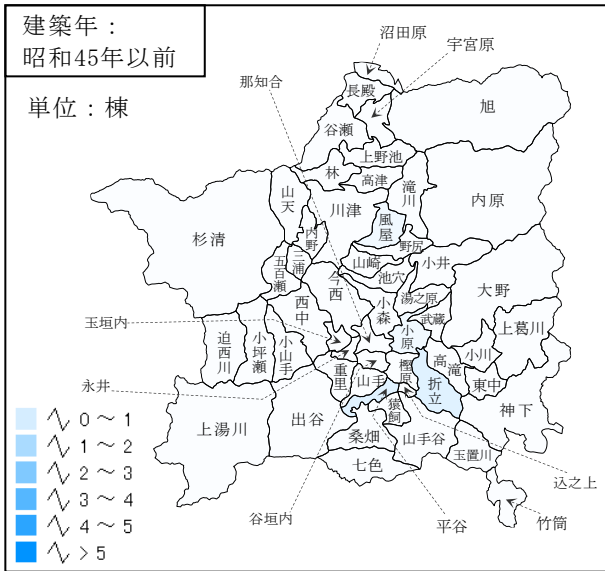 建築年：
昭和45年以前
単位：棟
沼田原
宇宮原
那知合
長殿
旭
谷瀬
上野池
林
高津
滝川
内原
山天
川津
風屋
杉清
内野
野尻
三浦
五百瀬
山崎
小井
池穴
今西
大野
湯之原
西中
小森
武蔵
上葛川
玉垣内
小原
迫西川
小坪瀬
小山手
高滝
小川
重里
山手
樫原
東中
永井
折立
神下
上湯川
出谷
猿飼
桑畑
山手谷
玉置川
七色
込之上
谷垣内
平谷
竹筒
0～1
1～2
2～3
3～4
4～5
>5